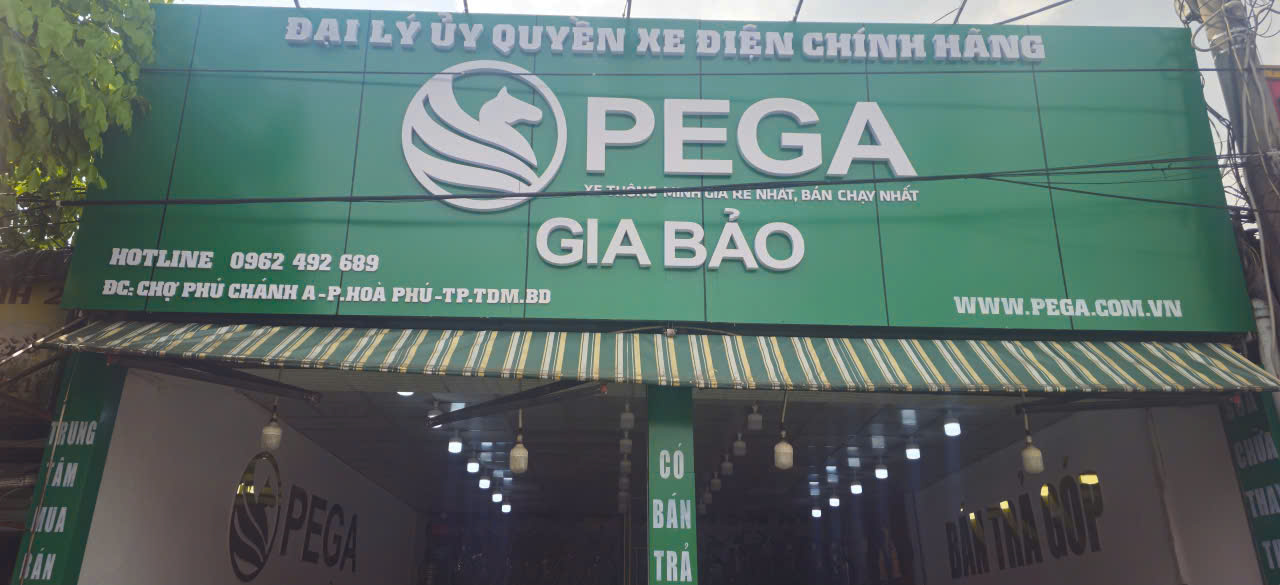 ĐẠI LÝ ỦY QUYỀN XE ĐIỆN CHÍNH HÃNG
PEGA
XE THÔNG MINH GIÁ RẺ NHẤT, BÁN CHẠY NHẤT
GIA BẢO
HOTLINE 0962 492 689
ĐC: CHỢ PHÚ CHÁNH A - P.HOÀ PHÚ - TP.TDM.BD
WWW.PEGA.COM.VN
TRUNG
TÂM
MUA
BÁN
PEGA
CÓ
BÁN
TRẢ
BÁN TRẢ GÓP
CHỮA
THAY